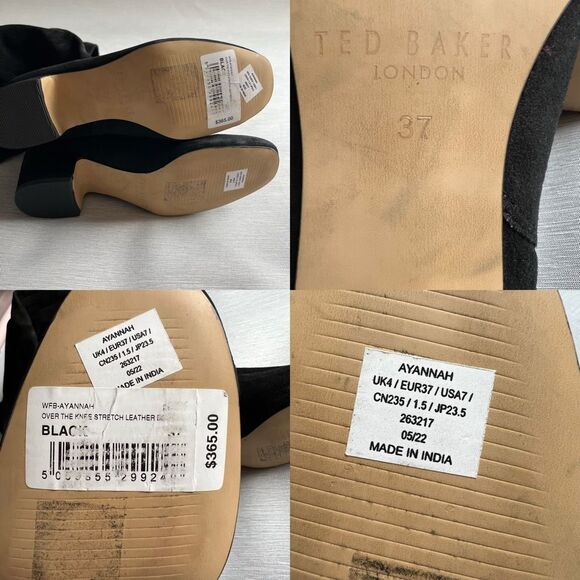 BLACK
$365.00
TED BAKER
LONDON
37
AYANNAH
UK4 / EUR37 / USA7 /
CN235 / 1.5 / JP23.5
263217
05/22
MADE IN INDIA
WFB-AYANNAH
OVER THE KNEE STRETCH LEATHER
BLACK
$365.00
AYANNAH
UK4 / EUR37 / USA7 /
CN235 / 1.5 / JP23.5
263217
05/22
MADE IN INDIA